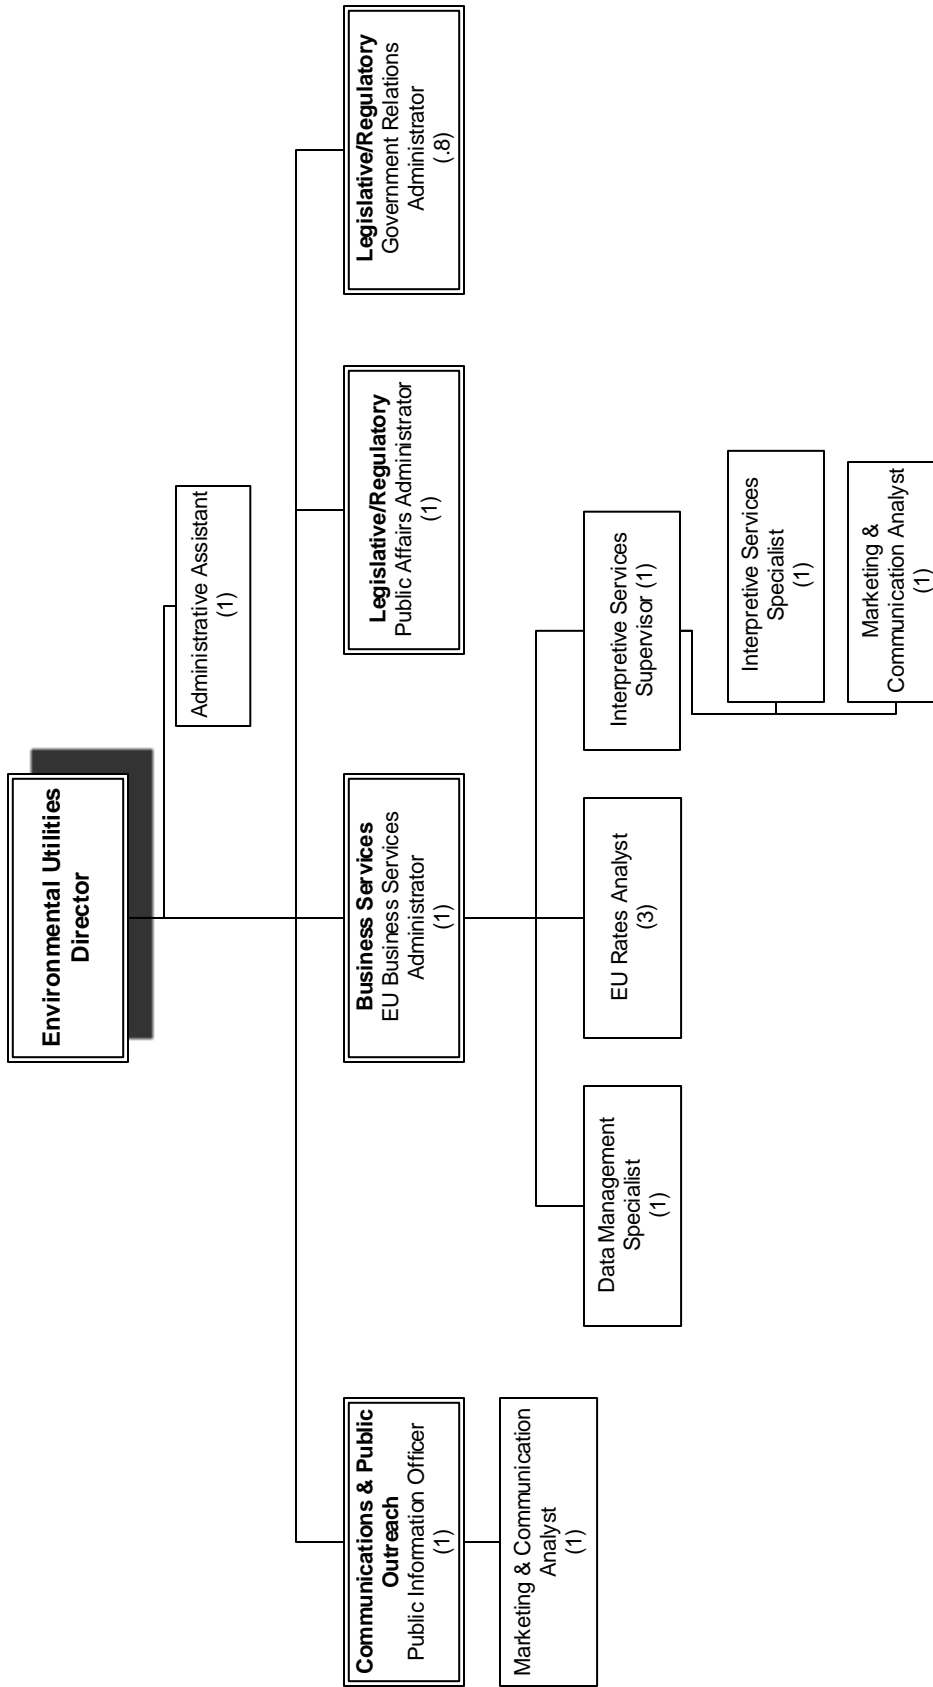 Environmental Utilities
Director
Administrative Assistant
(1)
Communications & Public
Outreach
Public Information Officer
(1)
Marketing & Communication
Analyst
(1)
Business Services
EU Business Services
Administrator
(1)
Data Management
Specialist
(1)
EU Rates Analyst
(3)
Interpretive Services
Supervisor (1)
Interpretive Services
Specialist
(1)
Marketing &
Communication Analyst
(1)
Legislative/Regulatory
Public Affairs Administrator
(1)
Legislative/Regulatory
Government Relations
Administrator
(.8)